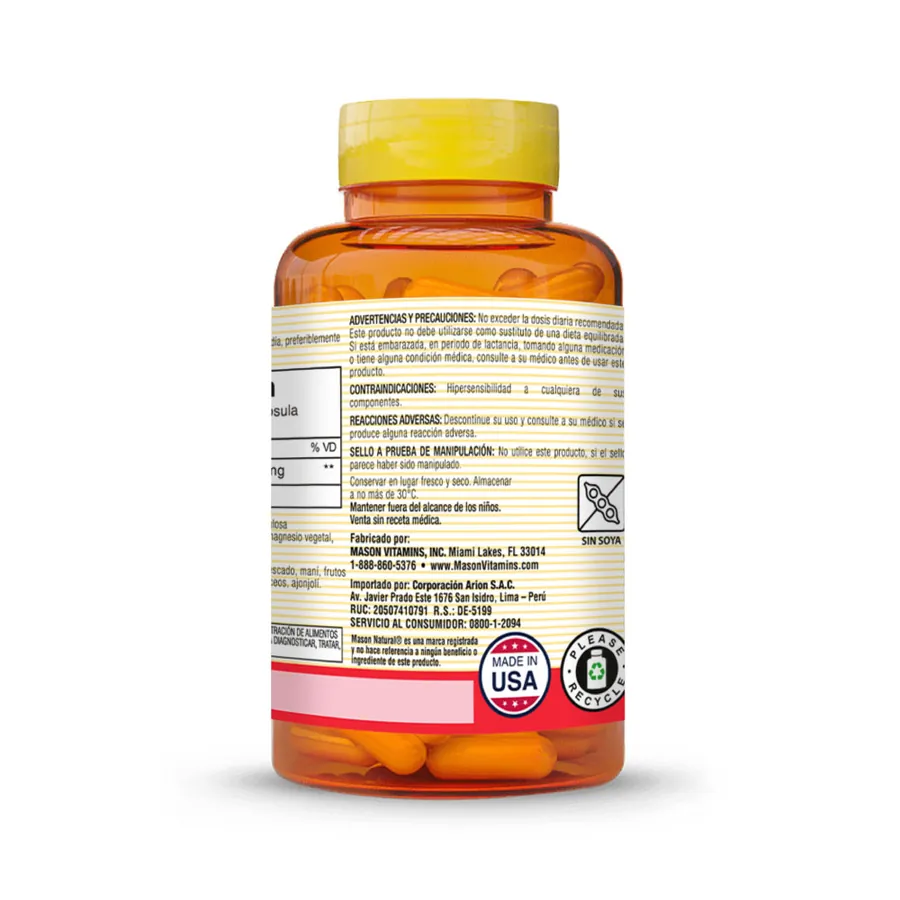 día, preferiblemente
% VD
mg **
magnesio vegetal,
pescado, maní, frutos
ajonjolí.
DIAGNOSTICAR, TRATAR,
ADVERTENCIAS Y PRECAUCIONES: No exceder la dosis diaria recomendada
Este producto no debe utilizarse como sustituto de una dieta equilibrada
Si está embarazada, en periodo de lactancia, tomando alguna medicación
o tiene alguna condición médica, consulte a su médico antes de usar este
producto.
CONTRAINDICACIONES: Hipersensibilidad a cualquiera de sus
componentes.
REACCIONES ADVERSAS: Descontinue su uso y consulte a su médico si se
produce alguna reacción adversa.
SELLO A PRUEBA DE MANIPULACIÓN: No utilice este producto, si el sello
parece haber sido manipulado.
Conservar en lugar fresco y seco. Almacenar
a no más de 30°C.
Mantener fuera del alcance de los niños.
Venta sin receta médica.
SIN SOYA
Fabricado por:
MASON VITAMINS, INC. Miami Lakes, FL 33014
1-888-860-5376 • www.MasonVitamins.com
Importado por: Corporación Arion S.A.C.
Av. Javier Prado Este 1676 San Isidro, Lima – Perú
RUC: 20507410791 R.S.: DE-5199
SERVICIO AL CONSUMIDOR: 0800-1-2094
Mason Natural® es una marca registrada
y no hace referencia a ningún beneficio o
ingrediente de este producto.
MADE IN
USA
PLEASE
RECYCLE